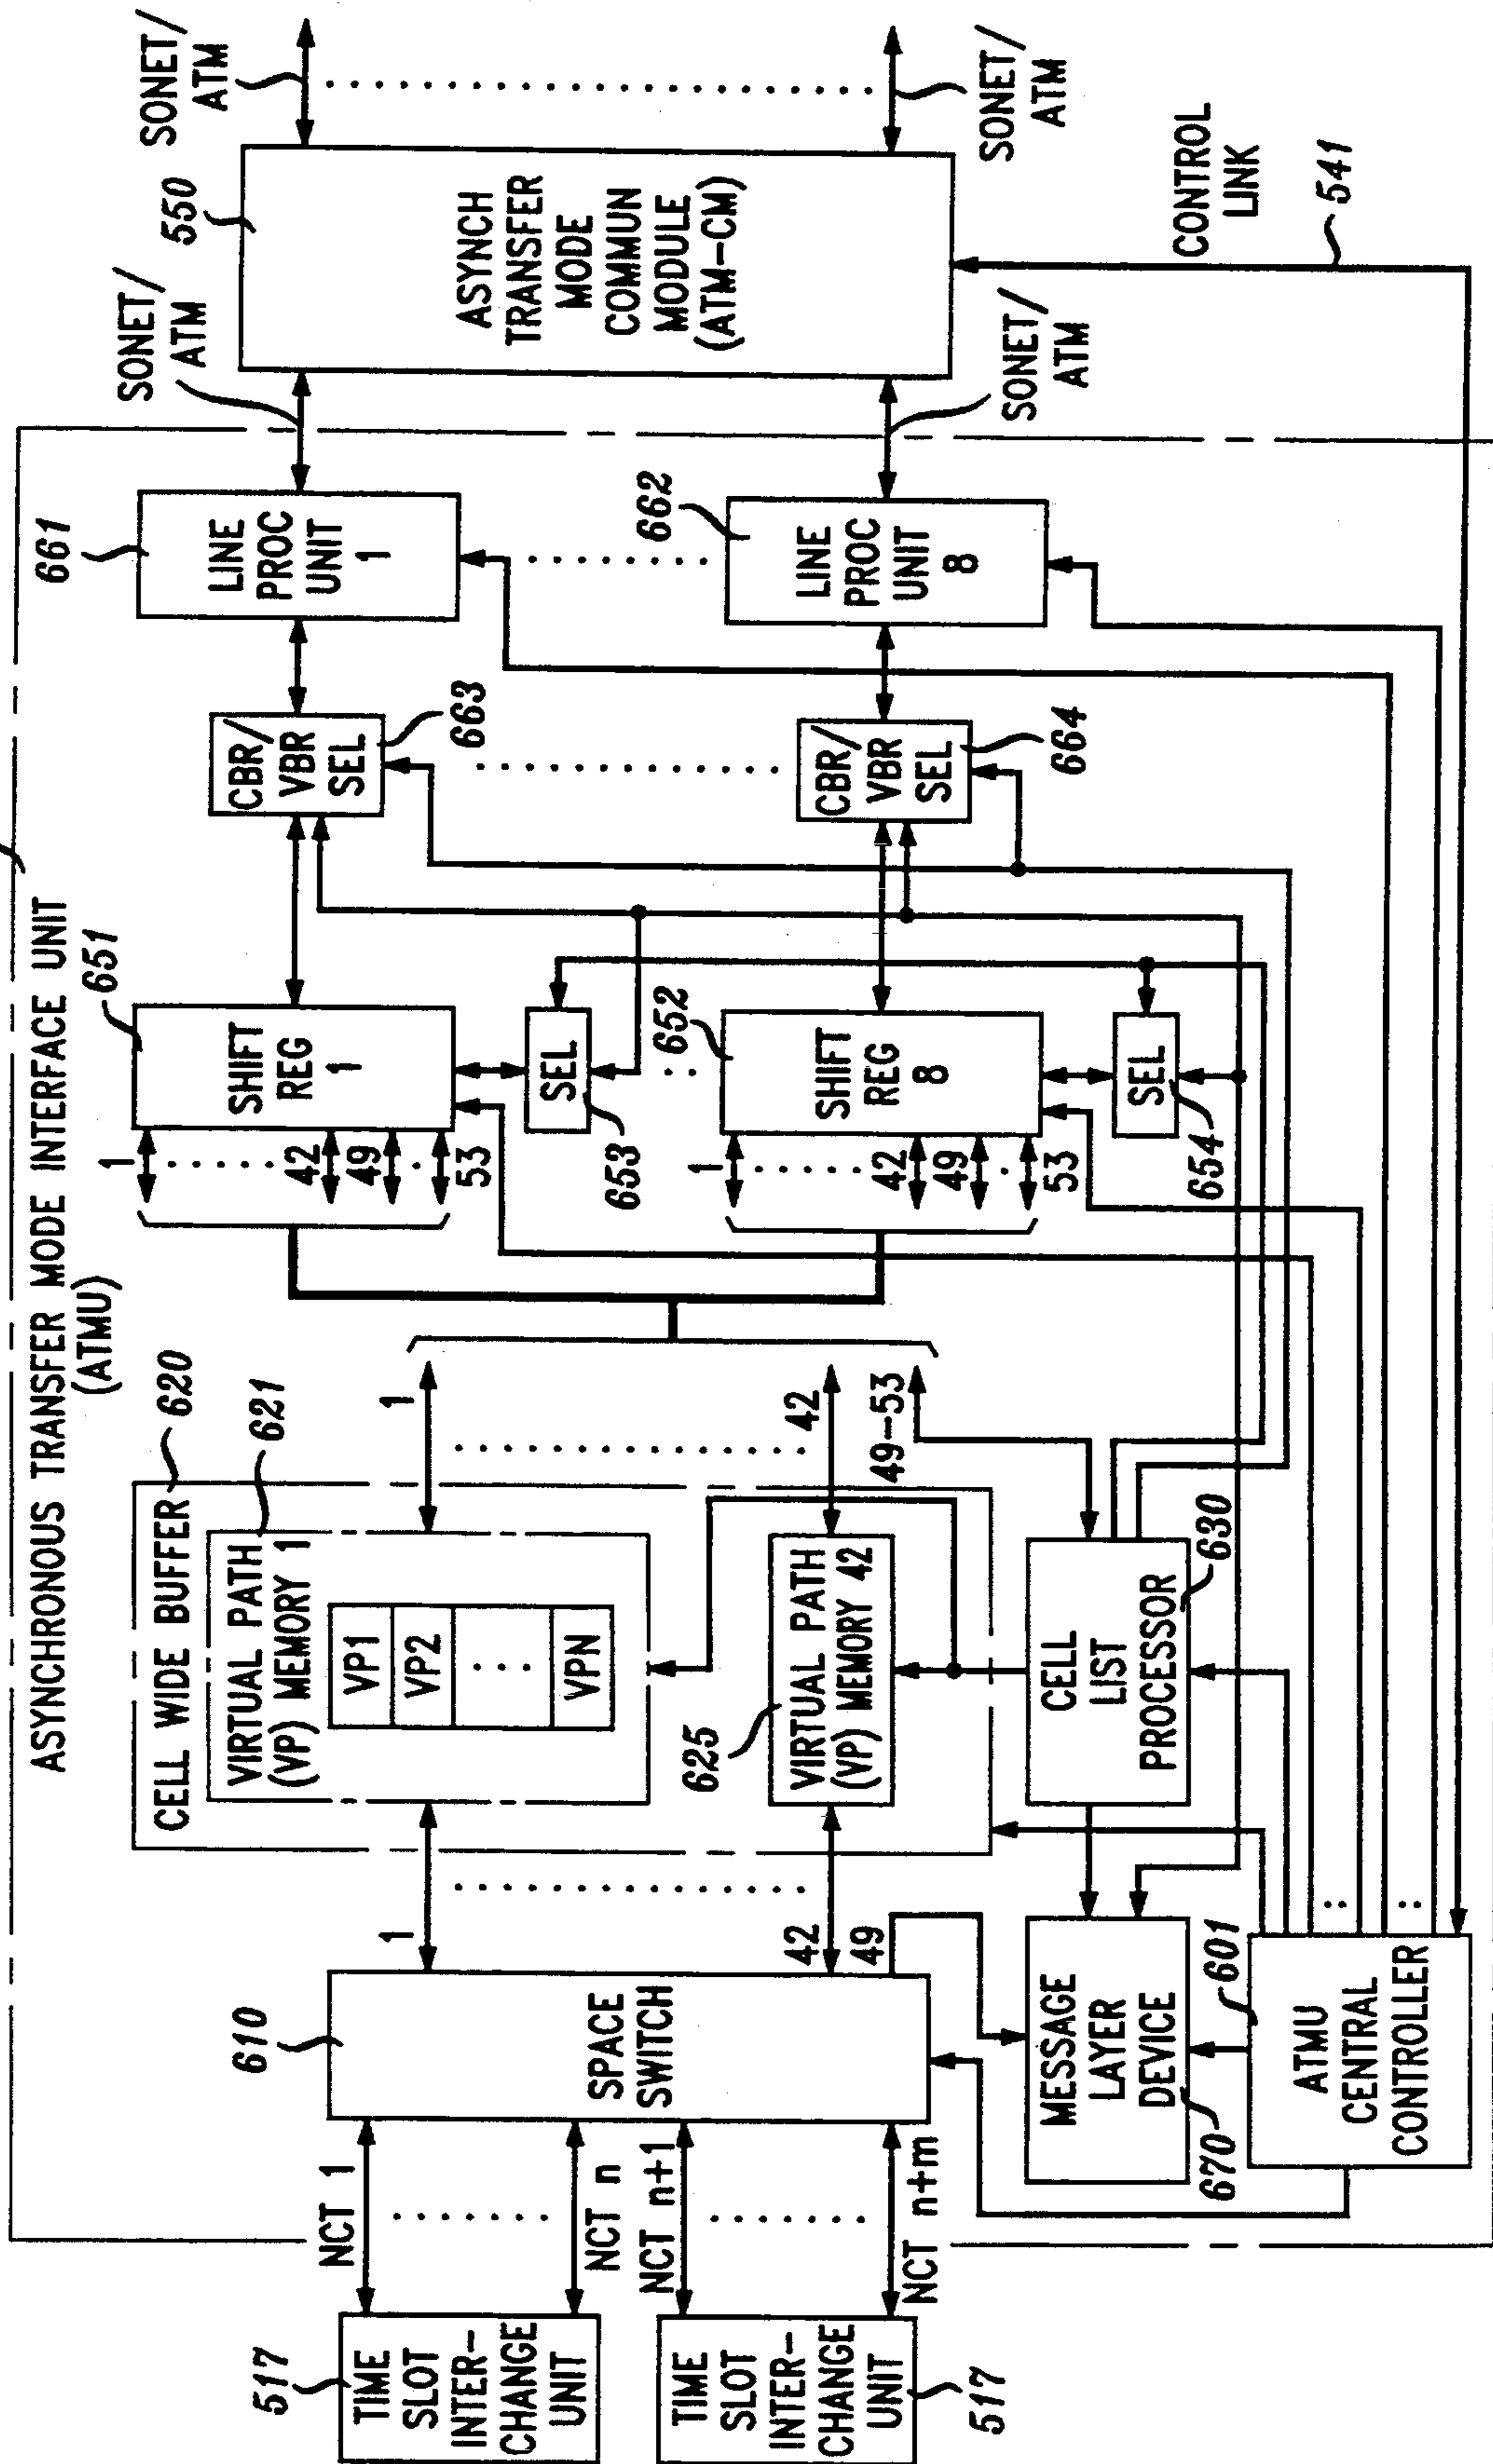 ASYNCHRONOUS TRANSFER MODE INTERFACE UNIT
(ATMU)
517
TIME
SLOT
INTER-
CHANGE
UNIT
TIME
SLOT
INTER-
CHANGE
UNIT
517
NCT 1
NCT n
NCT n+1
NCT n+m
610
SPACE
SWITCH
1
42
49
MESSAGE
LAYER
DEVICE
670
601
ATMU
CENTRAL
CONTROLLER
CELL WIDE BUFFER
620
621
VIRTUAL PATH
(VP) MEMORY 1
VP1
VP2
VPN
625
VIRTUAL PATH
(VP) MEMORY 42
CELL
LIST
PROCESSOR
630
1
42
49-53
651
SHIFT
REG
1
1
42
49
53
SEL
653
652
SHIFT
REG
8
1
42
49
53
SEL
654
CBR/
VBR
SEL
663
CBR/
VBR
SEL
664
661
LINE
PROC
UNIT
1
662
LINE
PROC
UNIT
8
SONET/
ATM
SONET/
ATM
550
ASYNCH
TRANSFER
MODE
COMMUN
MODULE
(ATM-CM)
SONET/
ATM
SONET/
ATM
CONTROL
LINK
541